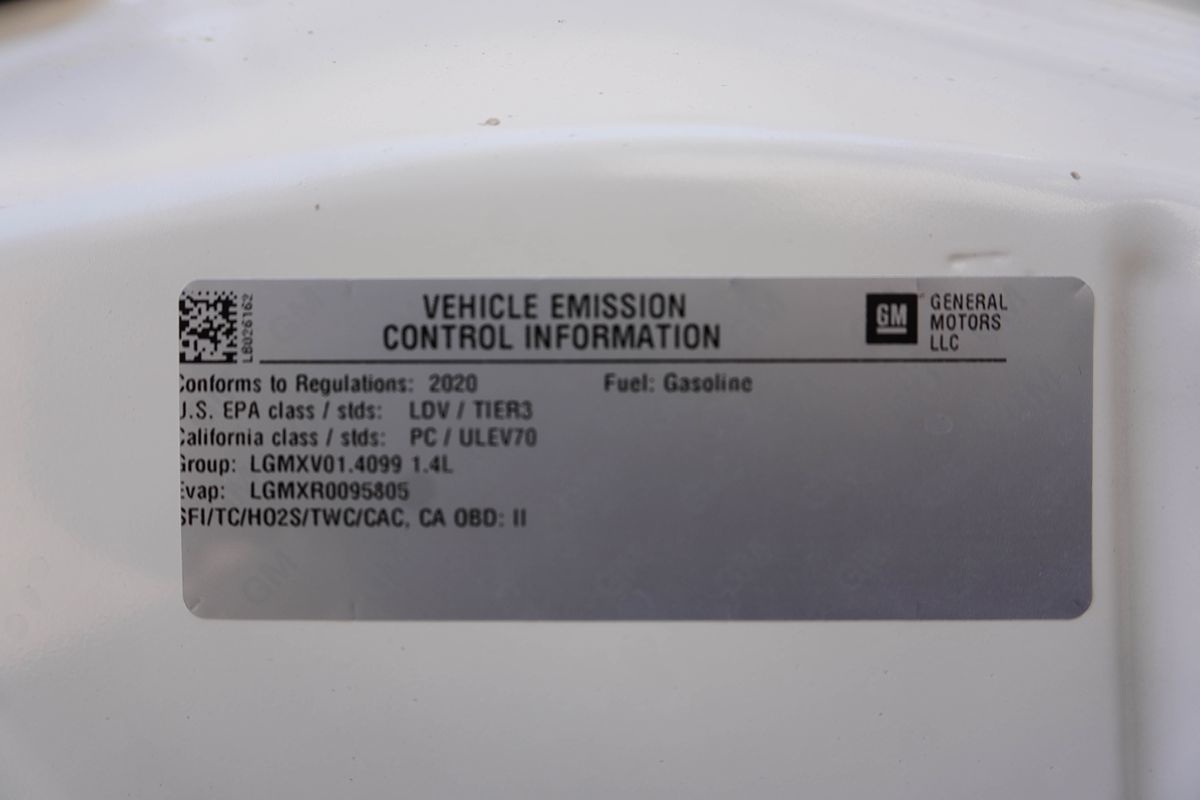 LB026162
VEHICLE EMISSION
CONTROL INFORMATION
GM
GENERAL
MOTORS
LLC
Conforms to Regulations: 2020 Fuel: Gasoline
U.S. EPA class / stds: LDV / TIER3
California class / stds: PC / ULEV70
Group: LGMXV01.4099 1.4L
Evap: LGMXR0095805
SFI/TC/HO2S/TWC/CAC, CA OBD: II